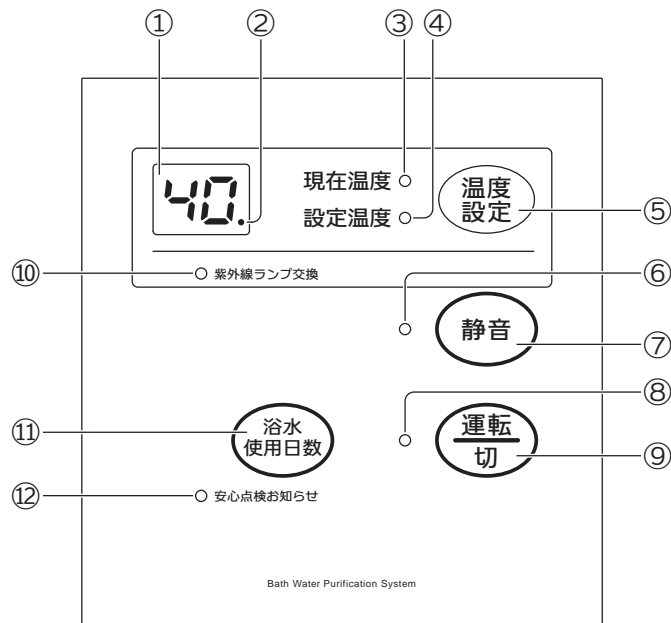 ① ② ③ ④
40.
現在温度
設定温度
温度
設定
⑤
⑩ 紫外線ランプ交換
⑥
静音
⑦
⑧
⑪ 浴水
使用日数
運転
切
⑨
⑫ 安心点検お知らせ
Bath Water Purification System